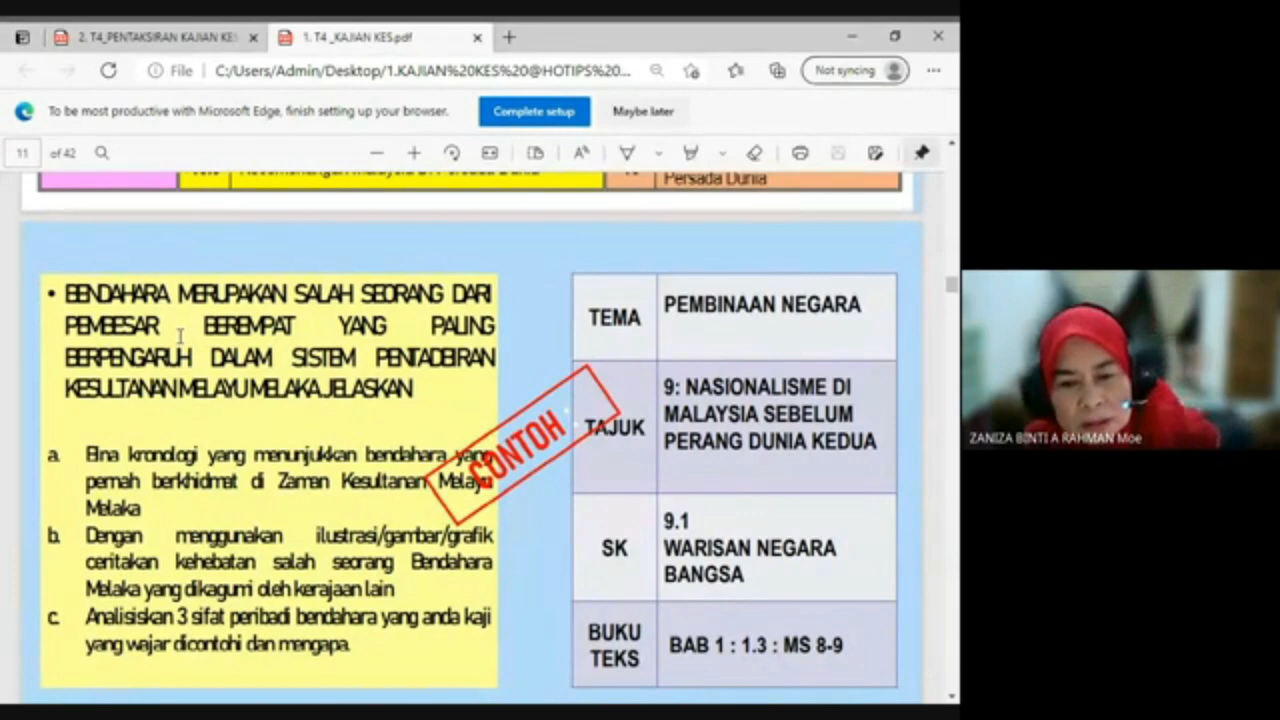 2. T4_PENTAKSIRAN KAJIAN KE
1. T4 _KAJIAN KES.pdf
File
C:/Users/Admin/Desktop/1.KAJIAN%20KES%20@HOTIPS%20...
Not syncing
To be most productive with Microsoft Edge, finish setting up your browser.
Complete setup
Maybe later
11 of 42
Persada Dunia
• BENDAHARA MERUPAKAN SALAH SEORANG DARI
PEMBESAR BEREMPAT YANG PALING
BERPENGARUH DALAM SISTEM PENTADBIRAN
KESULTANAN MELAYU MELAKA.JELASKAN
a. Bina kronologi yang menunjukkan bendahara yang
pernah berkhidmat di Zaman Kesultanan Melayu
Melaka
b. Dengan menggunakan ilustrasi/gambar/grafik
ceritakan kehebatan salah seorang Bendahara
Melaka yang dikagumi oleh kerajaan lain
c. Analisiskan 3 sifat peribadi bendahara yang anda kaji
yang wajar dicontohi dan mengapa.
CONTOH
TEMA
PEMBINAAN NEGARA
TAJUK
9: NASIONALISME DI
MALAYSIA SEBELUM
PERANG DUNIA KEDUA
SK
9.1
WARISAN NEGARA
BANGSA
BUKU
TEKS
BAB 1 : 1.3 : MS 8-9
ZANIZA BINTI A RAHMAN Moe